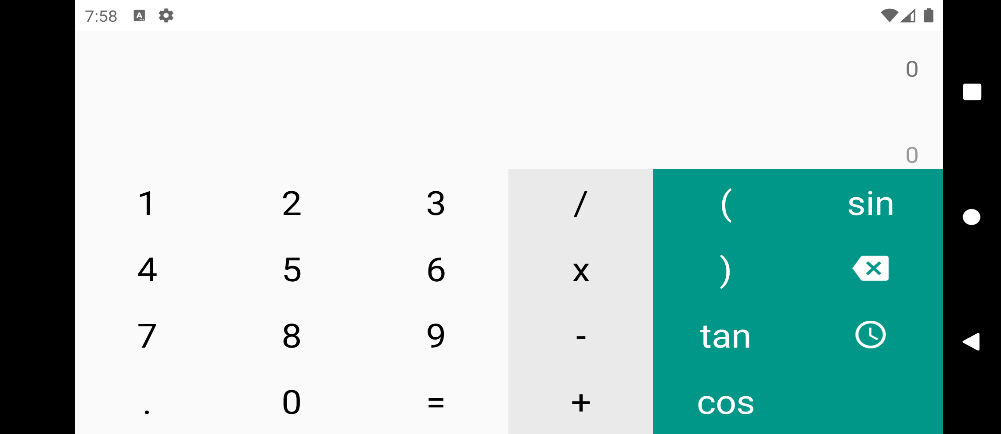 7:58
0
0
1 2 3 / ( sin
4 5 6 x )
7 8 9 - tan
. 0 = + cos